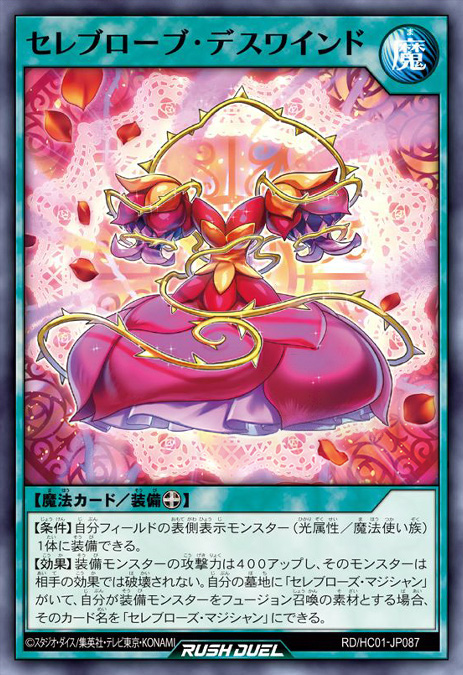 セレブローブ・デスワインド
魔
ま
【魔法カード／装備】
【条件】自分フィールドの表側表示モンスター（光属性／魔法使い族）
１体に装備できる。
【効果】装備モンスターの攻撃力は４００アップし、そのモンスターは
相手の効果では破壊されない。自分の墓地に「セレブローズ・マジシャン」
がいて、自分が装備モンスターをフュージョン召喚の素材とする場合、
そのカード名を「セレブローズ・マジシャン」にできる。
©スタジオ・ダイス/集英社・テレビ東京・KONAMI
RUSH DUEL
RD/HC01-JP087